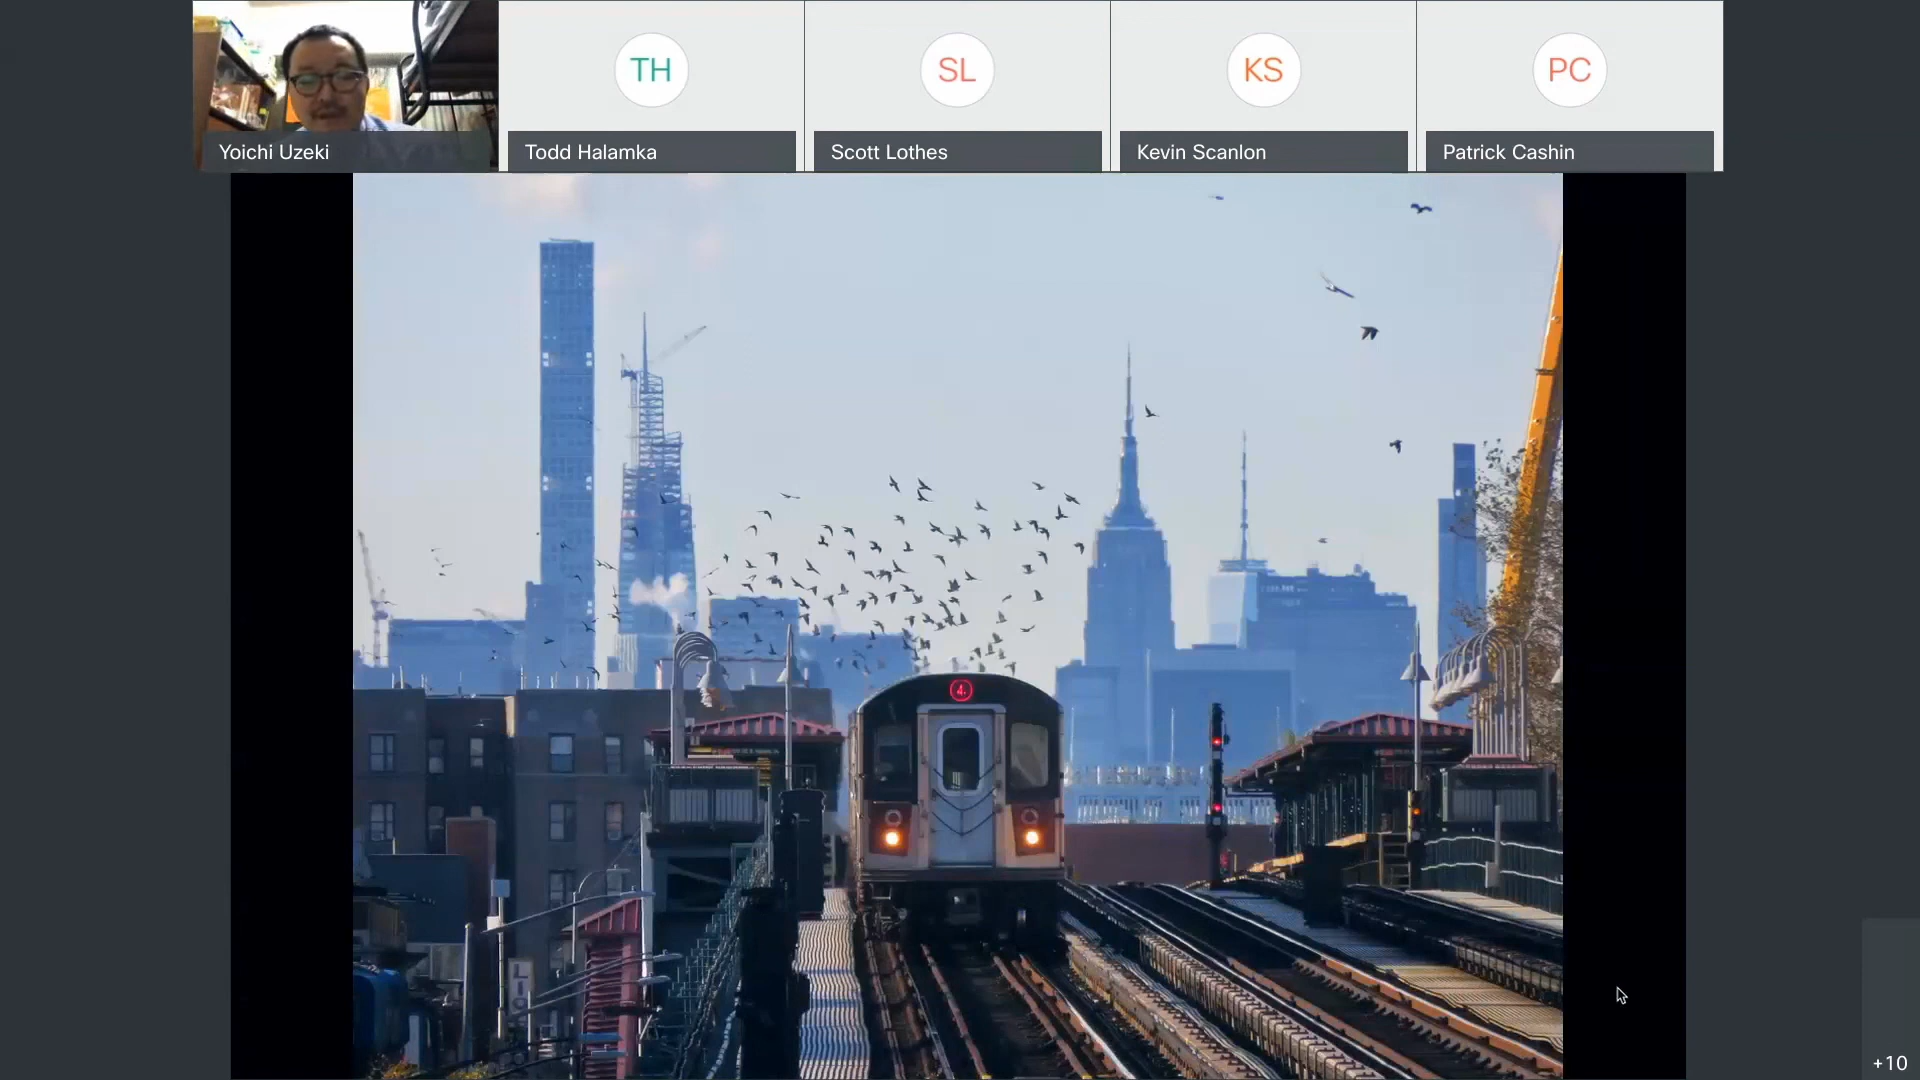 TH
SL
KS
PC
Yoichi Uzeki
Todd Halamka
Scott Lothes
Kevin Scanlon
Patrick Cashin
4
+10